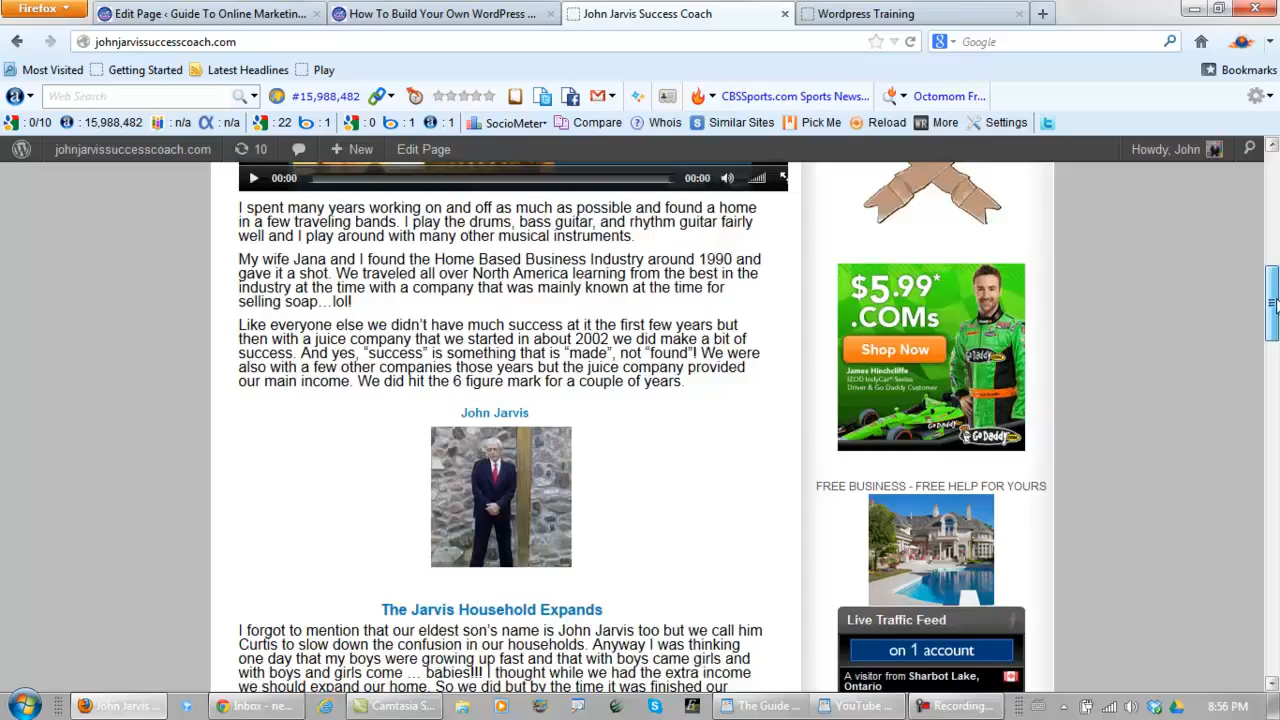 Firefox
Edit Page ‹ Guide To Online Marketin...
How To Build Your Own WordPress ...
John Jarvis Success Coach
Wordpress Training
johnjarvissuccesscoach.com
Google
Most Visited
Getting Started
Latest Headlines
Play
Bookmarks
Web Search
#15,988,482
CBSSports.com Sports News...
Octomom Fr...
: 0/10
: 15,988,482
: n/a
: n/a
: 22
: 1
: 0
: 1
: 1
SocioMeter
Compare
Whois
Similar Sites
Pick Me
Reload
More
Settings
johnjarvissuccesscoach.com
10
New
Edit Page
Howdy, John
00:00
00:00
I spent many years working on and off as much as possible and found a home
in a few traveling bands. I play the drums, bass guitar, and rhythm guitar fairly
well and I play around with many other musical instruments.
My wife Jana and I found the Home Based Business Industry around 1990 and
gave it a shot. We traveled all over North America learning from the best in the
industry at the time with a company that was mainly known at the time for
selling soap…lol!
Like everyone else we didn't have much success at it the first few years but
then with a juice company that we started in about 2002 we did make a bit of
success. And yes, “success” is something that is “made”, not “found”! We were
also with a few other companies those years but the juice company provided
our main income. We did hit the 6 figure mark for a couple of years.
John Jarvis
The Jarvis Household Expands
I forgot to mention that our eldest son's name is John Jarvis too but we call him
Curtis to slow down the confusion in our households. Anyway I was thinking
one day that my boys were growing up fast and that with boys came girls and
with boys and girls come … babies!!! I thought while we had the extra income
we should expand our home. So we did but by the time it was finished our
$5.99*
.COMs
Shop Now
James Hinchcliffe
IZOD IndyCar® Series
Driver & Go Daddy Customer
GoDaddy
GoDaddy
GoDaddy
FREE BUSINESS - FREE HELP FOR YOURS
Live Traffic Feed
on 1 account
A visitor from Sharbot Lake,
Ontario
John Jarvis ...
Inbox - ne...
Camtasia S...
The Guide ...
YouTube ...
Recording...
8:56 PM